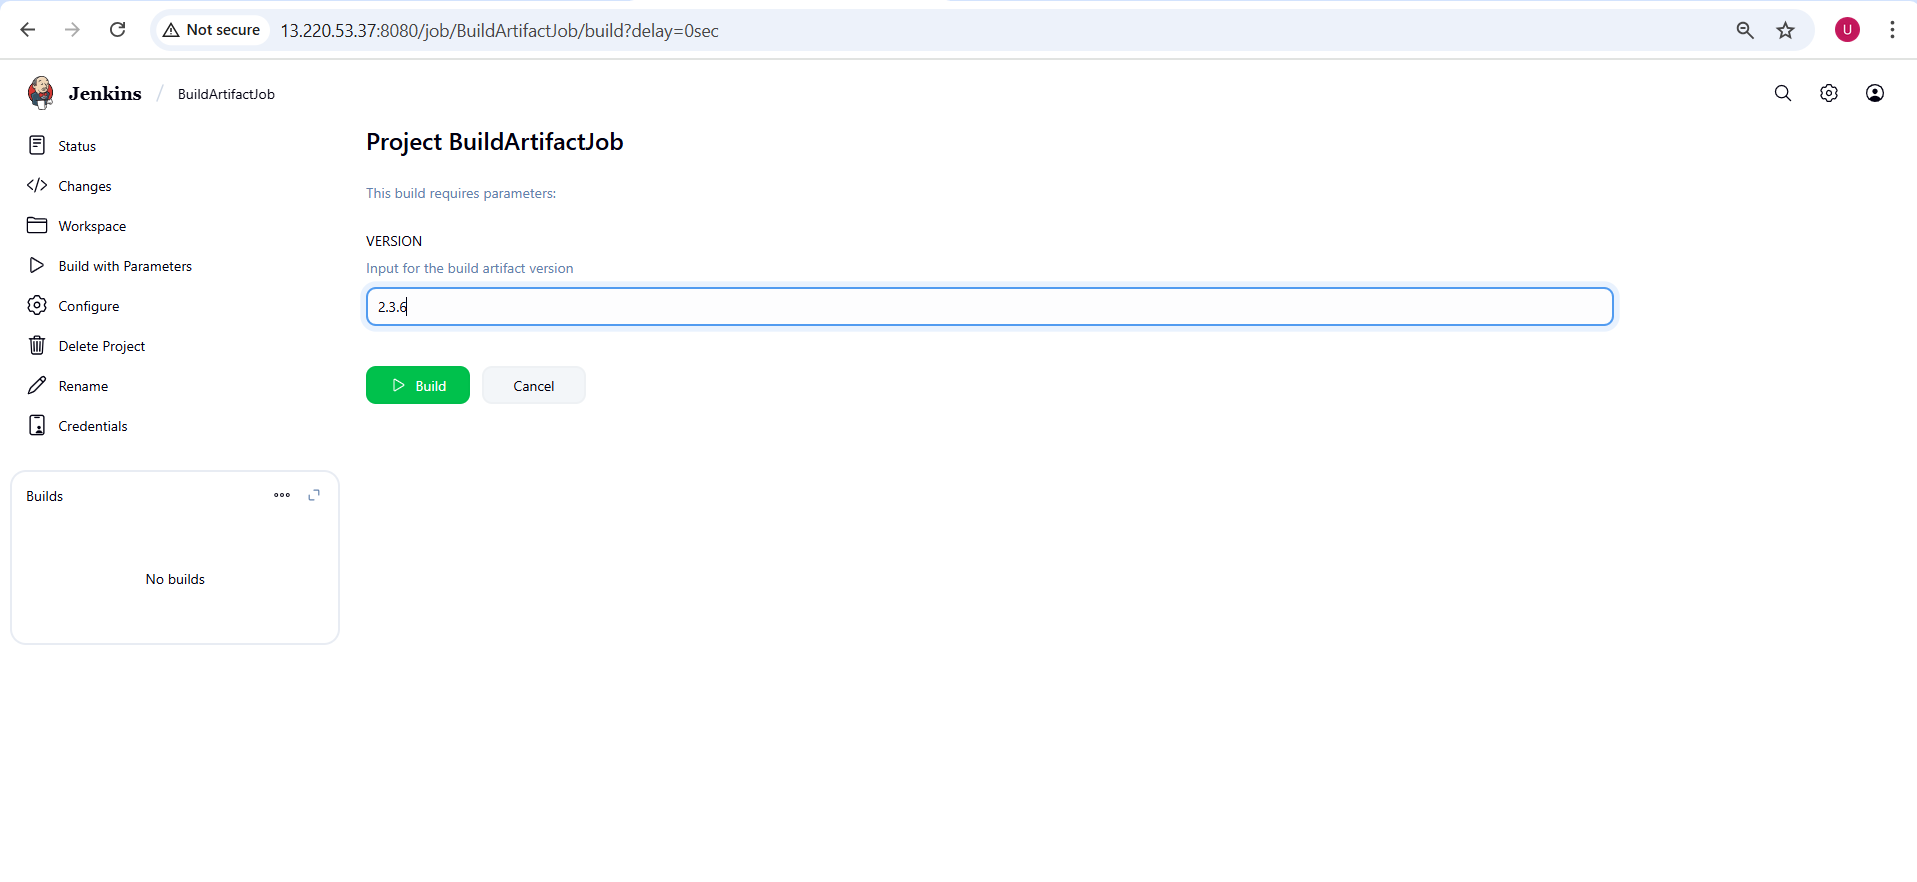 Not secure
13.220.53.37:8080/job/BuildArtifactJob/build?delay=0sec
U
Jenkins / BuildArtifactJob
Status
Changes
Workspace
Build with Parameters
Configure
Delete Project
Rename
Credentials
Builds
No builds
Project BuildArtifactJob
This build requires parameters:
VERSION
Input for the build artifact version
2.3.6
Build
Cancel